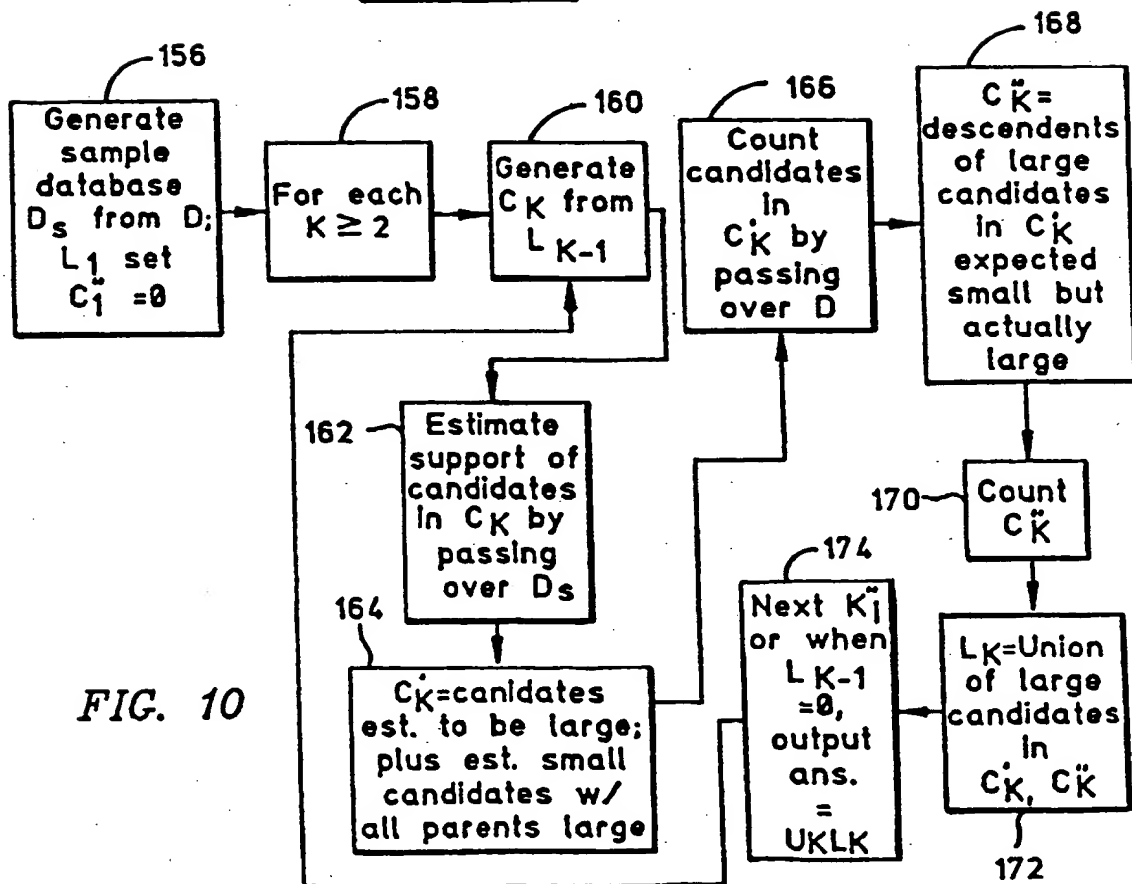 156
Generate
sample
database
Ds from D;
L1 set
C̈1 =0
158
For each
K ≧ 2
160
Generate
CK from
LK-1
162
Estimate
support of
candidates
in CK by
passing
over Ds
164
ĊK=canidates
est. to be large;
plus est. small
candidates w/
all parents large
166
Count
candidates
in
ĊK by
passing
over D
168
C̈K=
descendents
of large
candidates
in ĊK
expected
small but
actually
large
170
Count
C̈K
LK=Union
of large
candidates
in
ĊK, C̈K
172
174
Next K̈j
or when
LK-1
=0,
output
ans.
=
UKLK
FIG. 10